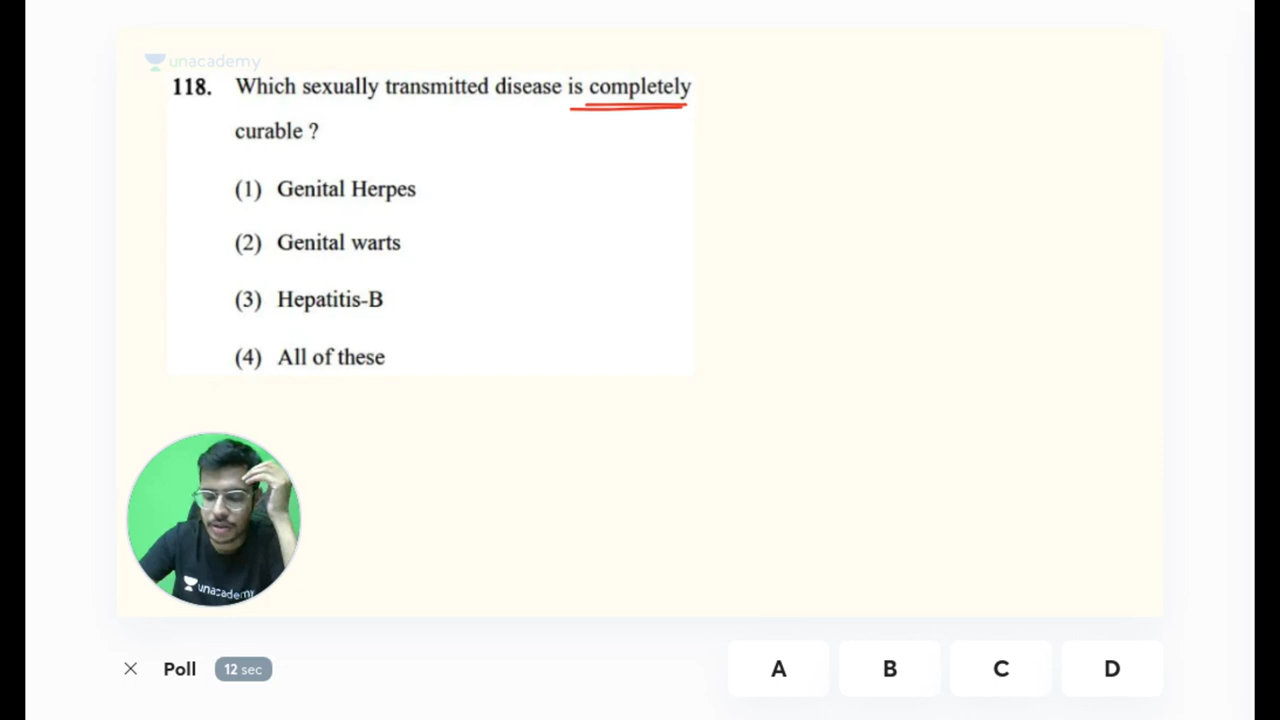 unacademy
118. Which sexually transmitted disease is completely
curable ?
(1) Genital Herpes
(2) Genital warts
(3) Hepatitis-B
(4) All of these
unacademy
Poll 12 sec A B C D